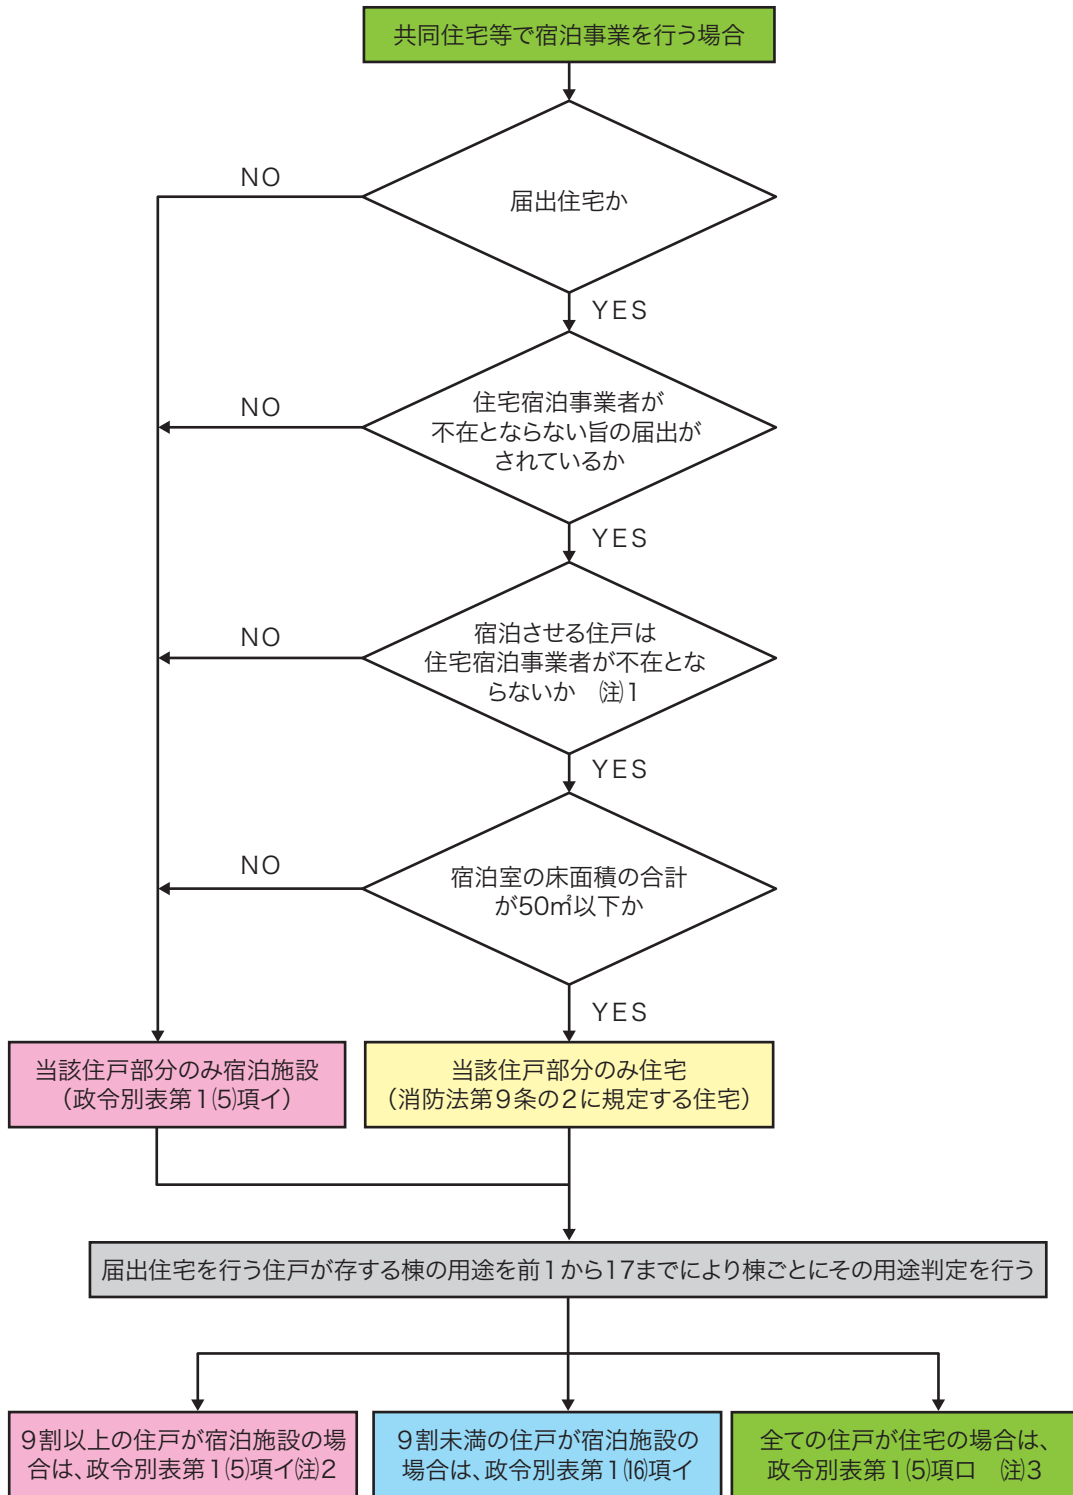 共同住宅等で宿泊事業を行う場合
届出住宅か
NO
YES
住宅宿泊事業者が
不在とならない旨の届出が
されているか
NO
YES
宿泊させる住戸は
住宅宿泊事業者が不在とな
らないか　㈟1
NO
YES
宿泊室の床面積の合計
が50㎡以下か
NO
YES
当該住戸部分のみ宿泊施設
（政令別表第1⑸項イ）
当該住戸部分のみ住宅
（消防法第9条の2に規定する住宅）
届出住宅を行う住戸が存する棟の用途を前1から17までにより棟ごとにその用途判定を行う
9割以上の住戸が宿泊施設の場
合は、政令別表第1⑸項イ(注)2
9割未満の住戸が宿泊施設の
場合は、政令別表第1⒃項イ
全ての住戸が住宅の場合は、
政令別表第1⑸項ロ　(注)3